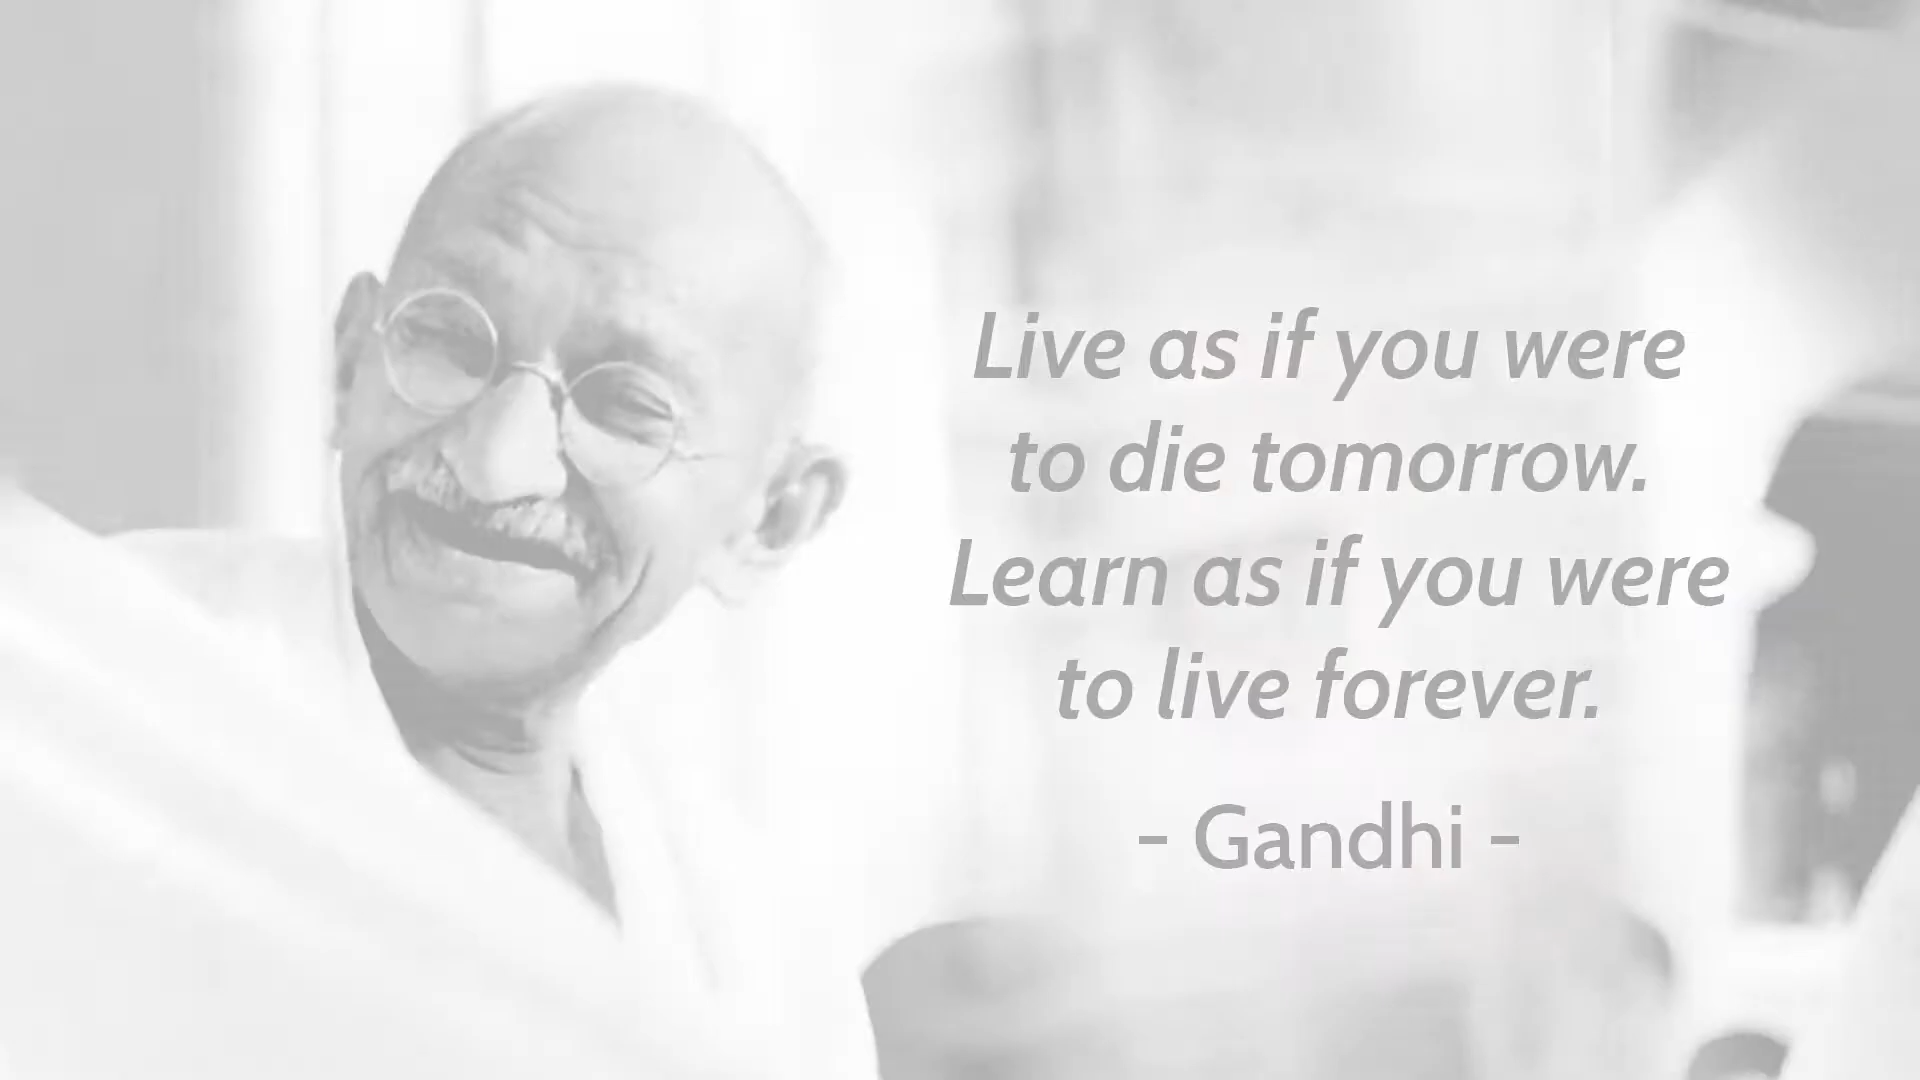 Live as if you were
to die tomorrow.
Learn as if you were
to live forever.
- Gandhi -